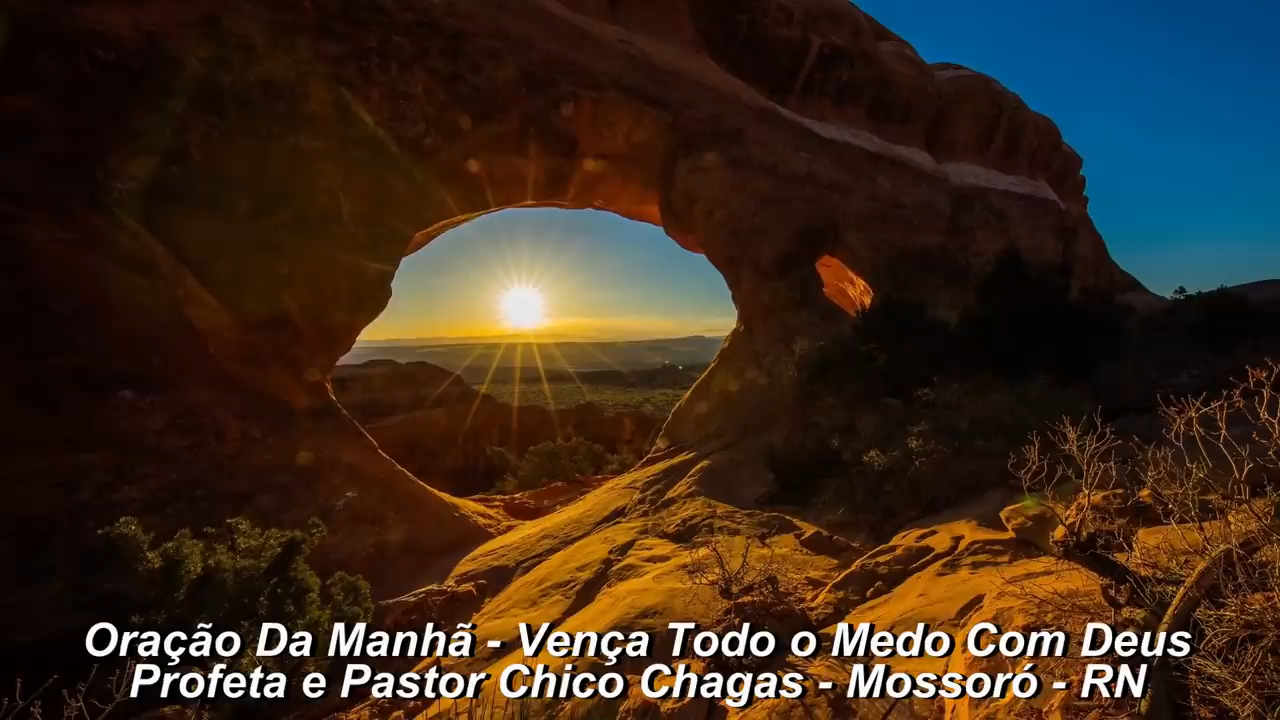 Oração Da Manhã - Vença Todo o Medo Com Deus
Profeta e Pastor Chico Chagas - Mossoró - RN